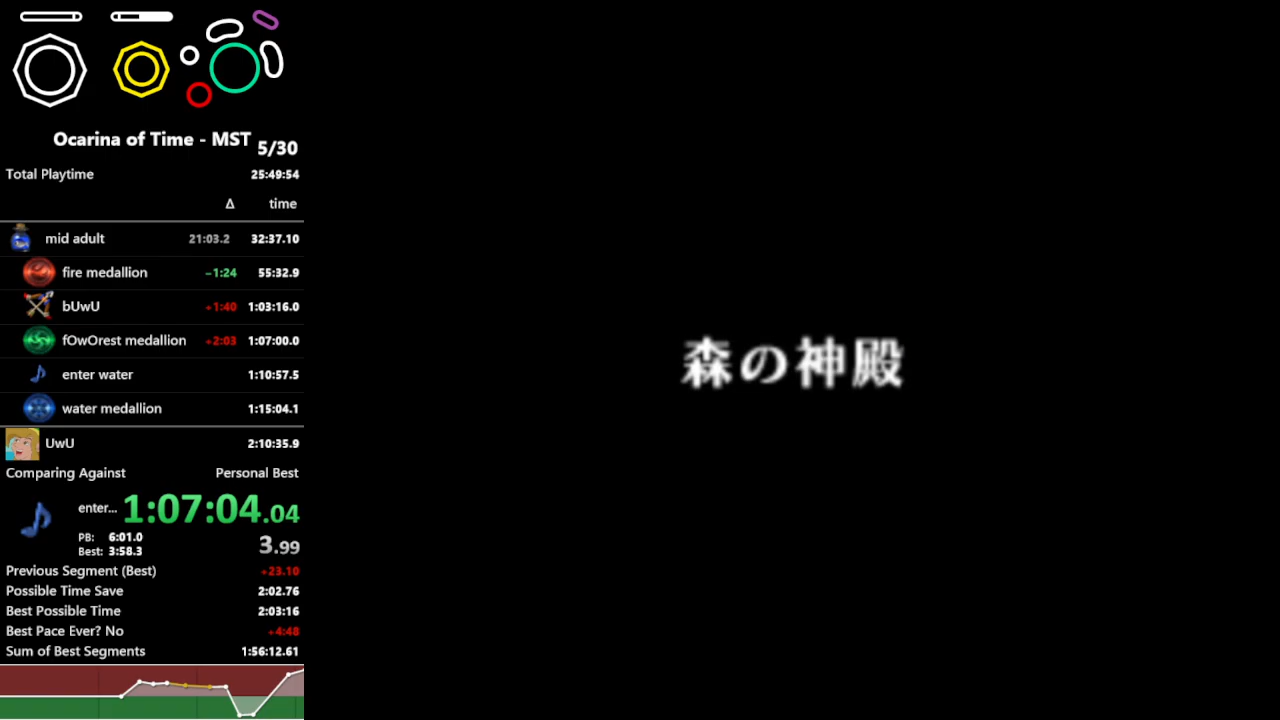 Ocarina of Time - MST
5/30
Total Playtime 25:49:54
Δ time
mid adult 21:03.2 32:37.10
fire medallion −1:24 55:32.9
bUwU +1:40 1:03:16.0
fOwOrest medallion +2:03 1:07:00.0
enter water 1:10:57.5
water medallion 1:15:04.1
UwU 2:10:35.9
Comparing Against Personal Best
enter... 1:07:04.04
PB: 6:01.0
Best: 3:58.3
3.99
Previous Segment (Best) +23.10
Possible Time Save 2:02.76
Best Possible Time 2:03:16
Best Pace Ever? No +4:48
Sum of Best Segments 1:56:12.61
森の神殿